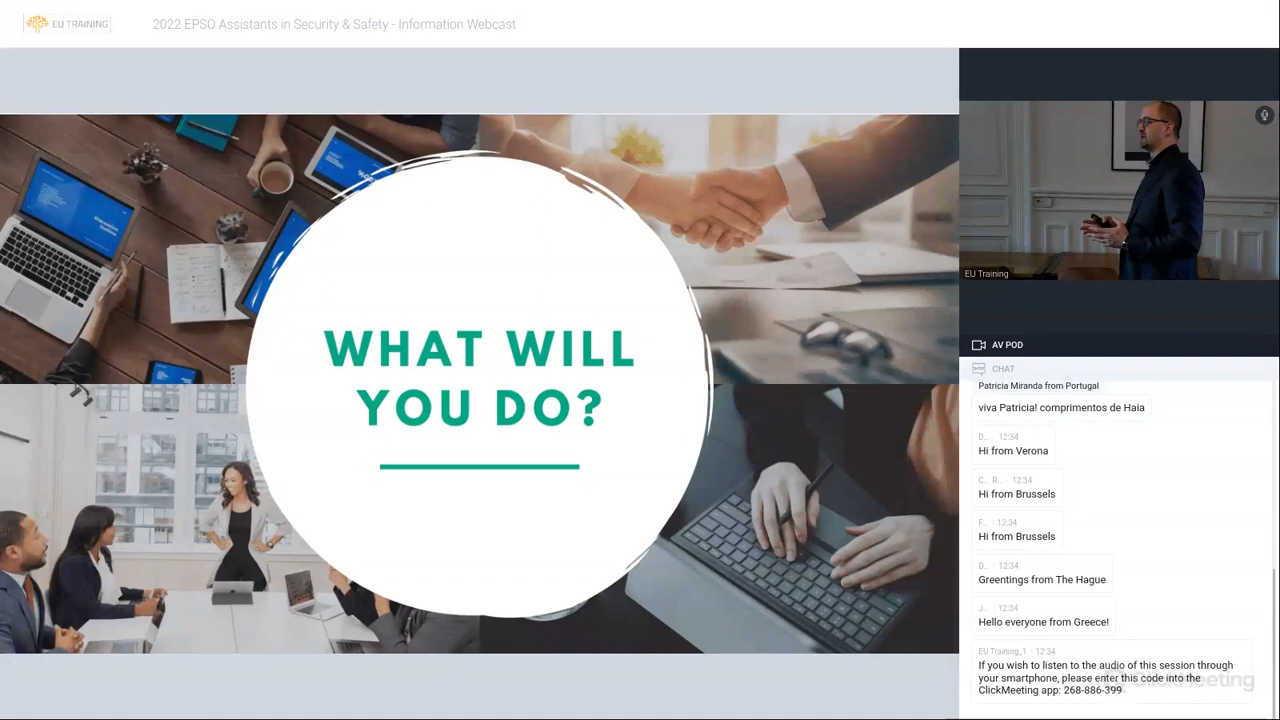 EU TRAINING
2022 EPSO Assistants in Security & Safety - Information Webcast
WHAT WILL
YOU DO?
EU Training
AV POD
CHAT
Patrícia Miranda from Portugal
viva Patricia! comprimentos de Haia
D... 12:34
Hi from Verona
C... R... 12:34
Hi from Brussels
F... 12:34
Hi from Brussels
D... 12:34
Greentings from The Hague
J... 12:34
Hello everyone from Greece!
EU Training_1 12:34
If you wish to listen to the audio of this session through
your smartphone, please enter this code into the
ClickMeeting app: 268-886-399
ClickMeeting